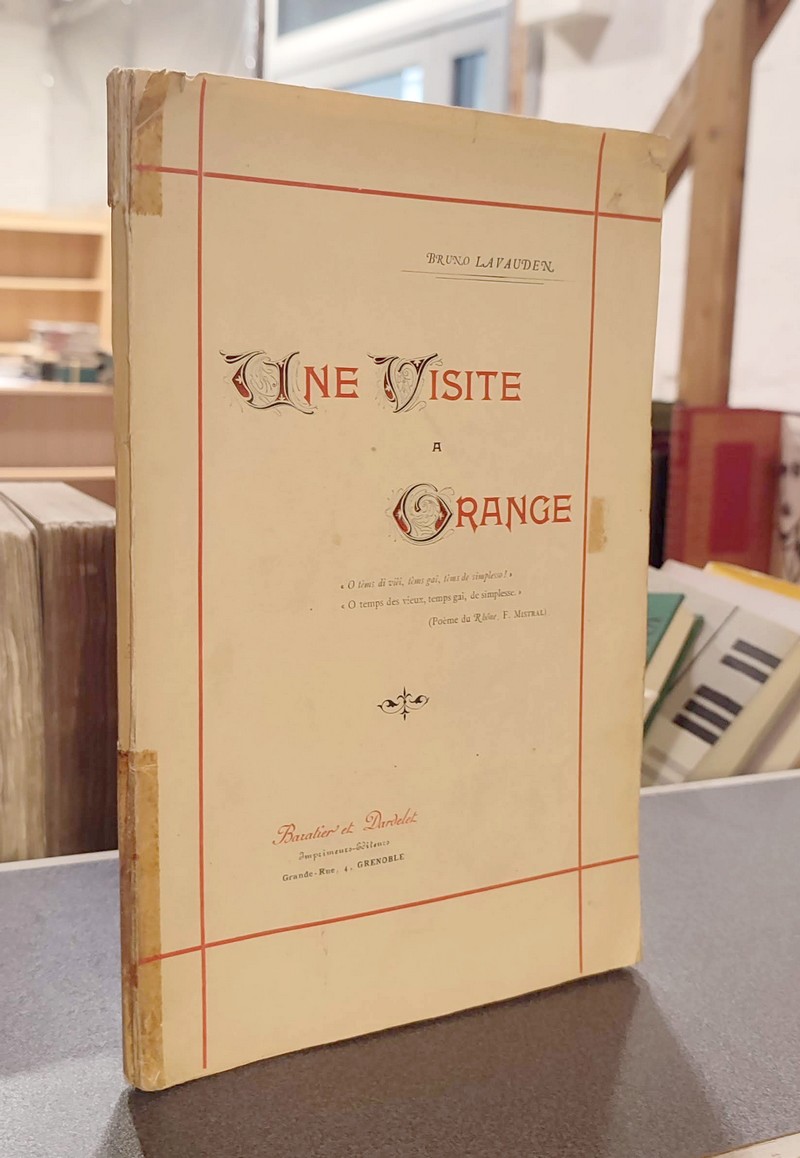 BRUNO LAVAUDEN
UNE VISITE
A
ORANGE
« O tèms di vièi, tèms gai, tèms de simplesso ! »
« O temps des vieux, temps gai, de simplesse. »
(Poème du Rhône, F. MISTRAL)
Baratier et Dardelet
Imprimeurs-Editeurs
Grande-Rue, 4, GRENOBLE